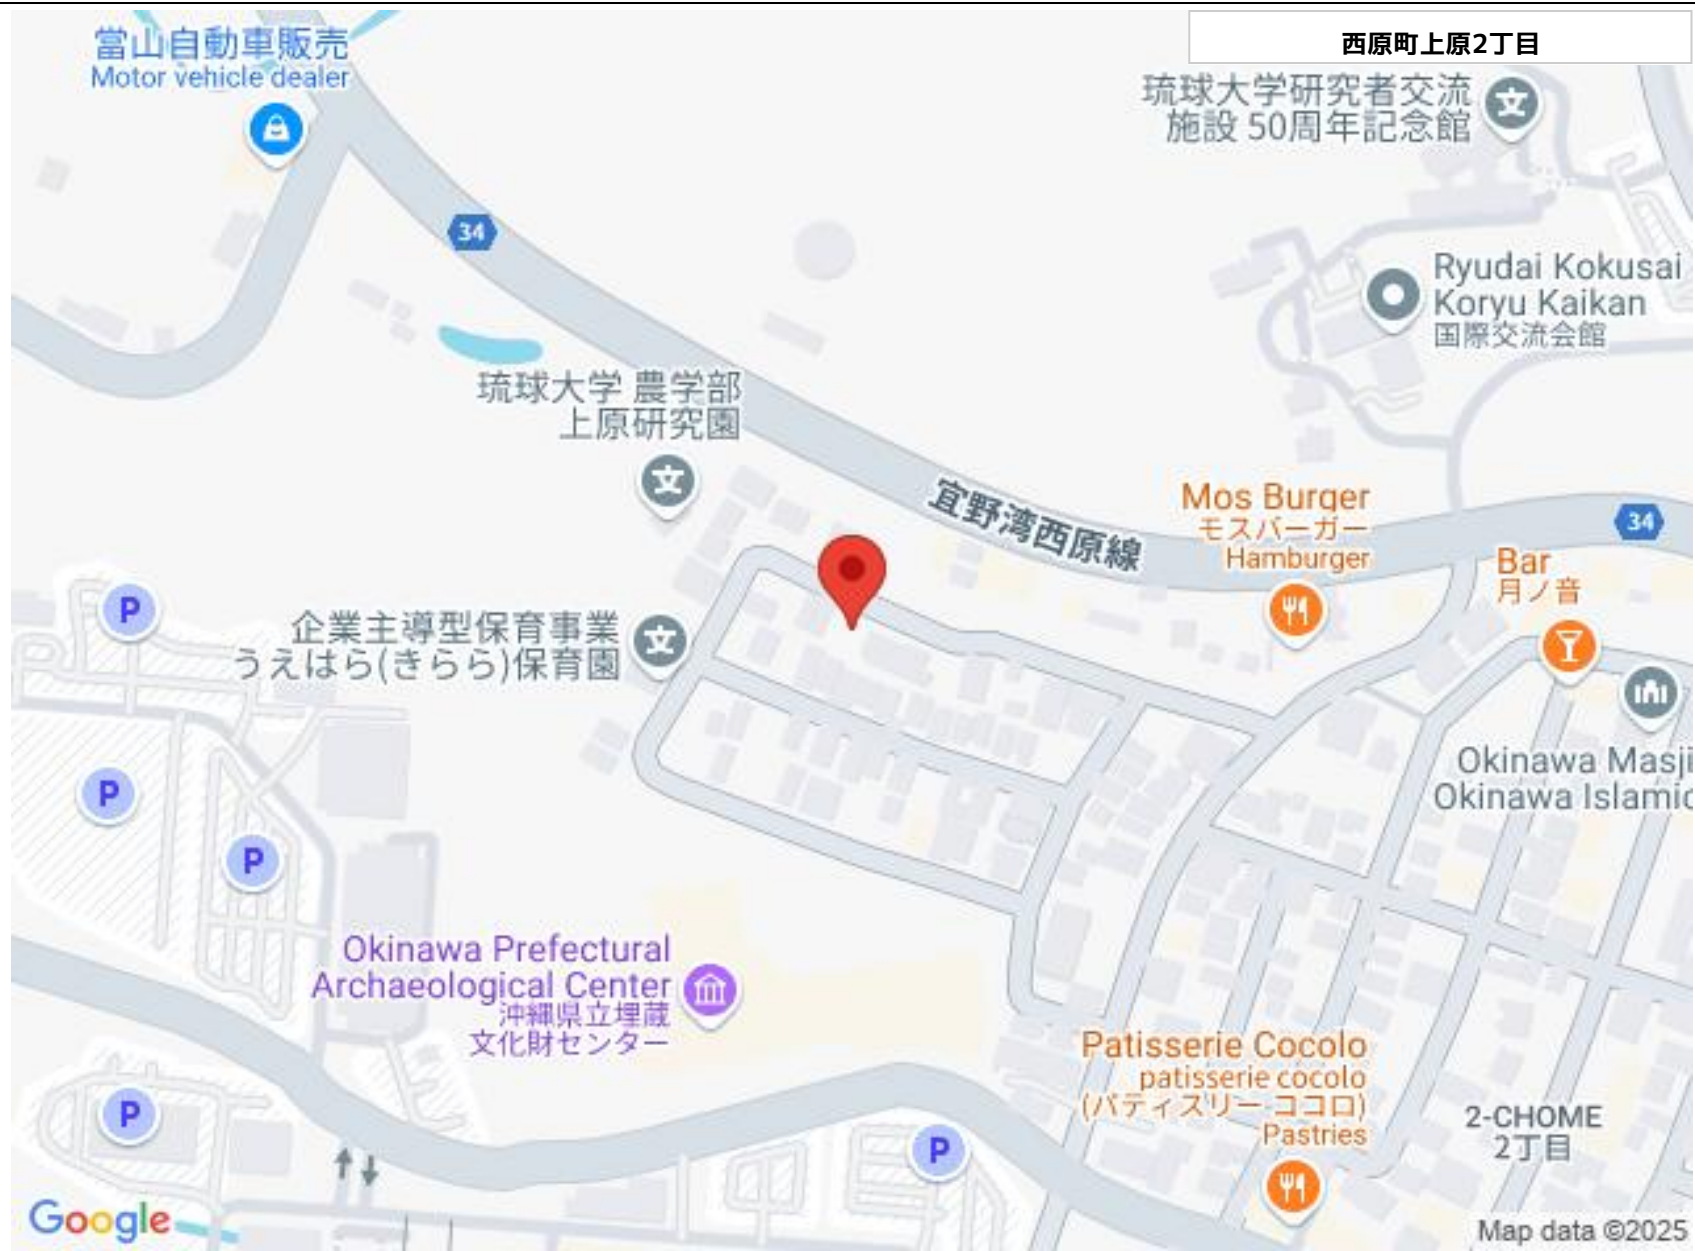 西原町上原2丁目
當山自動車販売
Motor vehicle dealer
琉球大学研究者交流
施設 50周年記念館
34
Ryudai Kokusai
Koryu Kaikan
国際交流会館
琉球大学 農学部
上原研究園
宜野湾西原線
Mos Burger
モスバーガー
Hamburger
34
Bar
月ノ音
P
企業主導型保育事業
うえはら(きらら)保育園
Okinawa Masji
Okinawa Islamic
P
P
Okinawa Prefectural
Archaeological Center
沖縄県立埋蔵
文化財センター
Patisserie Cocolo
patisserie cocolo
(パティスリー ココロ)
Pastries
P
P
2-CHOME
2丁目
Google
Map data ©2025